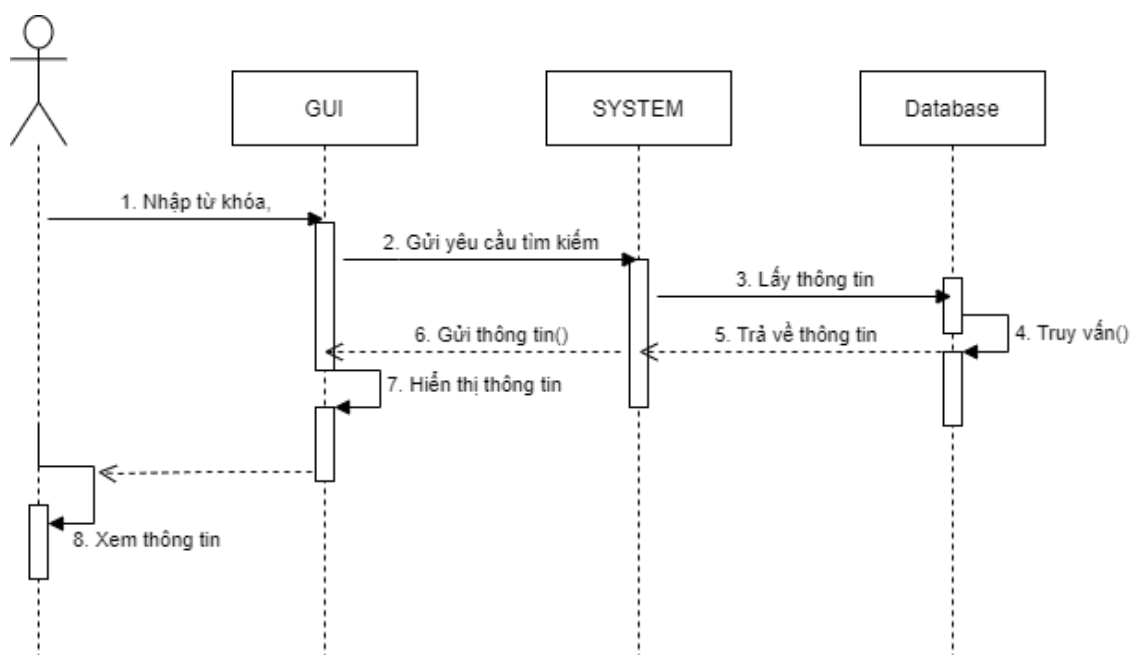 GUI
SYSTEM
Database
1. Nhập từ khóa,
2. Gửi yêu cầu tìm kiếm
3. Lấy thông tin
4. Truy vấn()
5. Trả về thông tin
6. Gửi thông tin()
7. Hiển thị thông tin
8. Xem thông tin